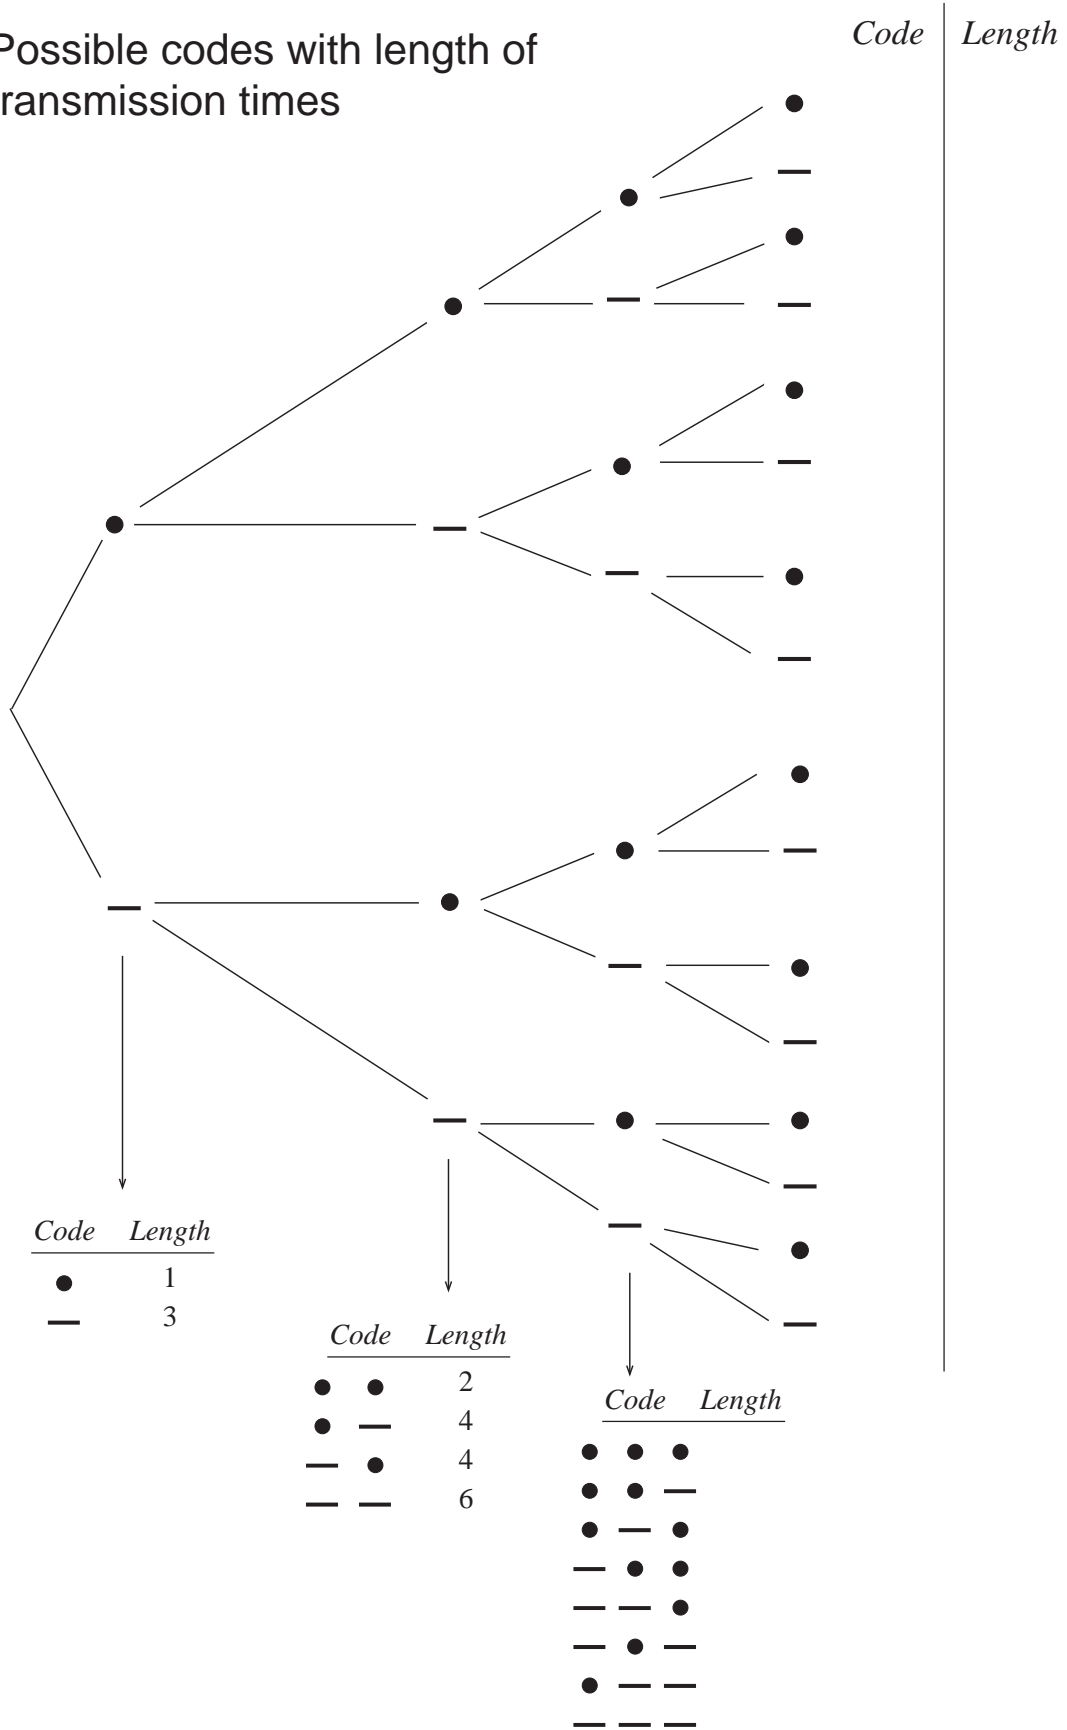 Possible codes with length of
ransmission times
Code Length
Code Length
● 1
— 3
Code Length
● ● 2
● — 4
— ● 4
— — 6
Code Length
● ● ●
● ● —
● — ●
— ● ●
— — ●
— ● —
● — —
— — —